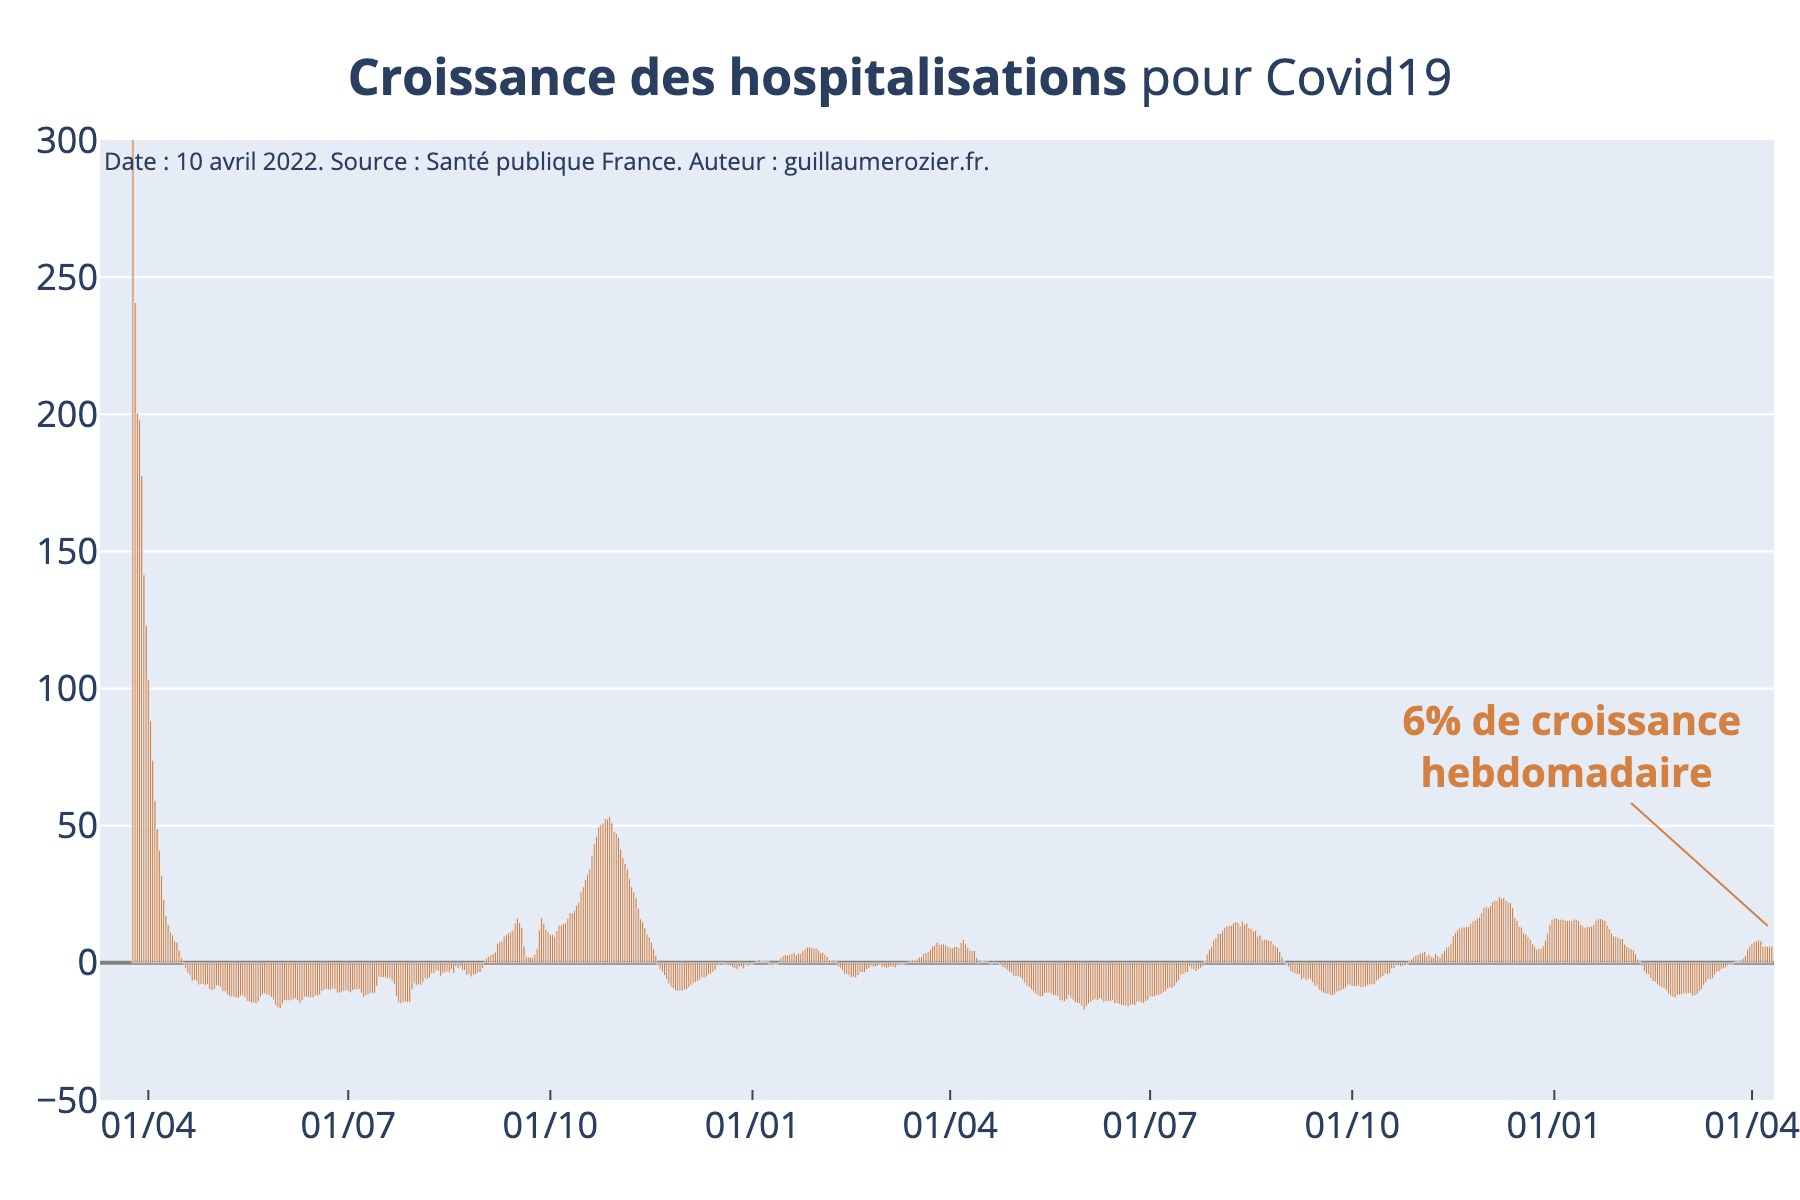 Croissance des hospitalisations pour Covid19
300
Date : 10 avril 2022. Source : Santé publique France. Auteur : guillaumerozier.fr.
250
200
150
100
6% de croissance
hebdomadaire
50
0
−50
01/04 01/07 01/10 01/01 01/04 01/07 01/10 01/01 01/04